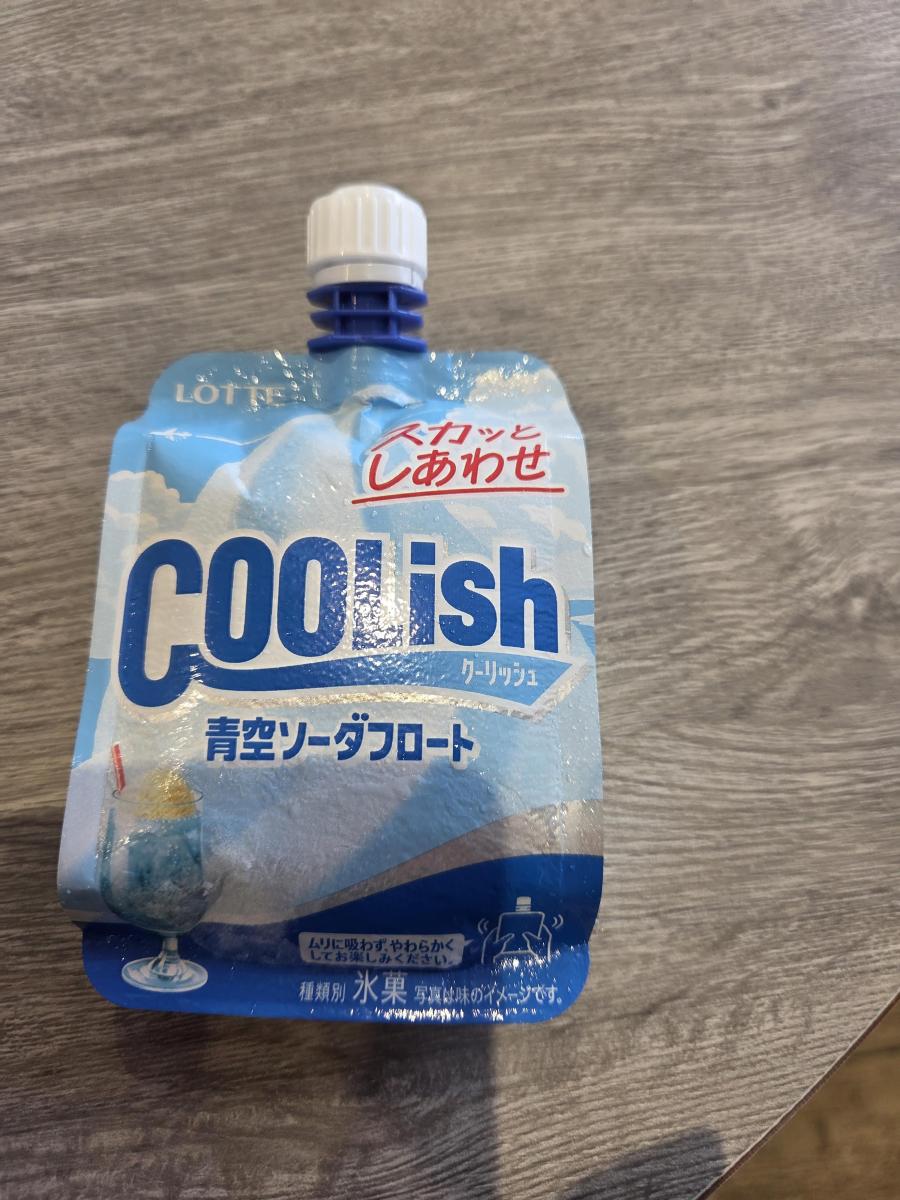 LOTTE
スカッと
しあわせ
COOLish
クーリッシュ
青空ソーダフロート
ムリに吸わず、やわらかく
してお楽しみください。
種類別 氷菓 写真は味のイメージです。